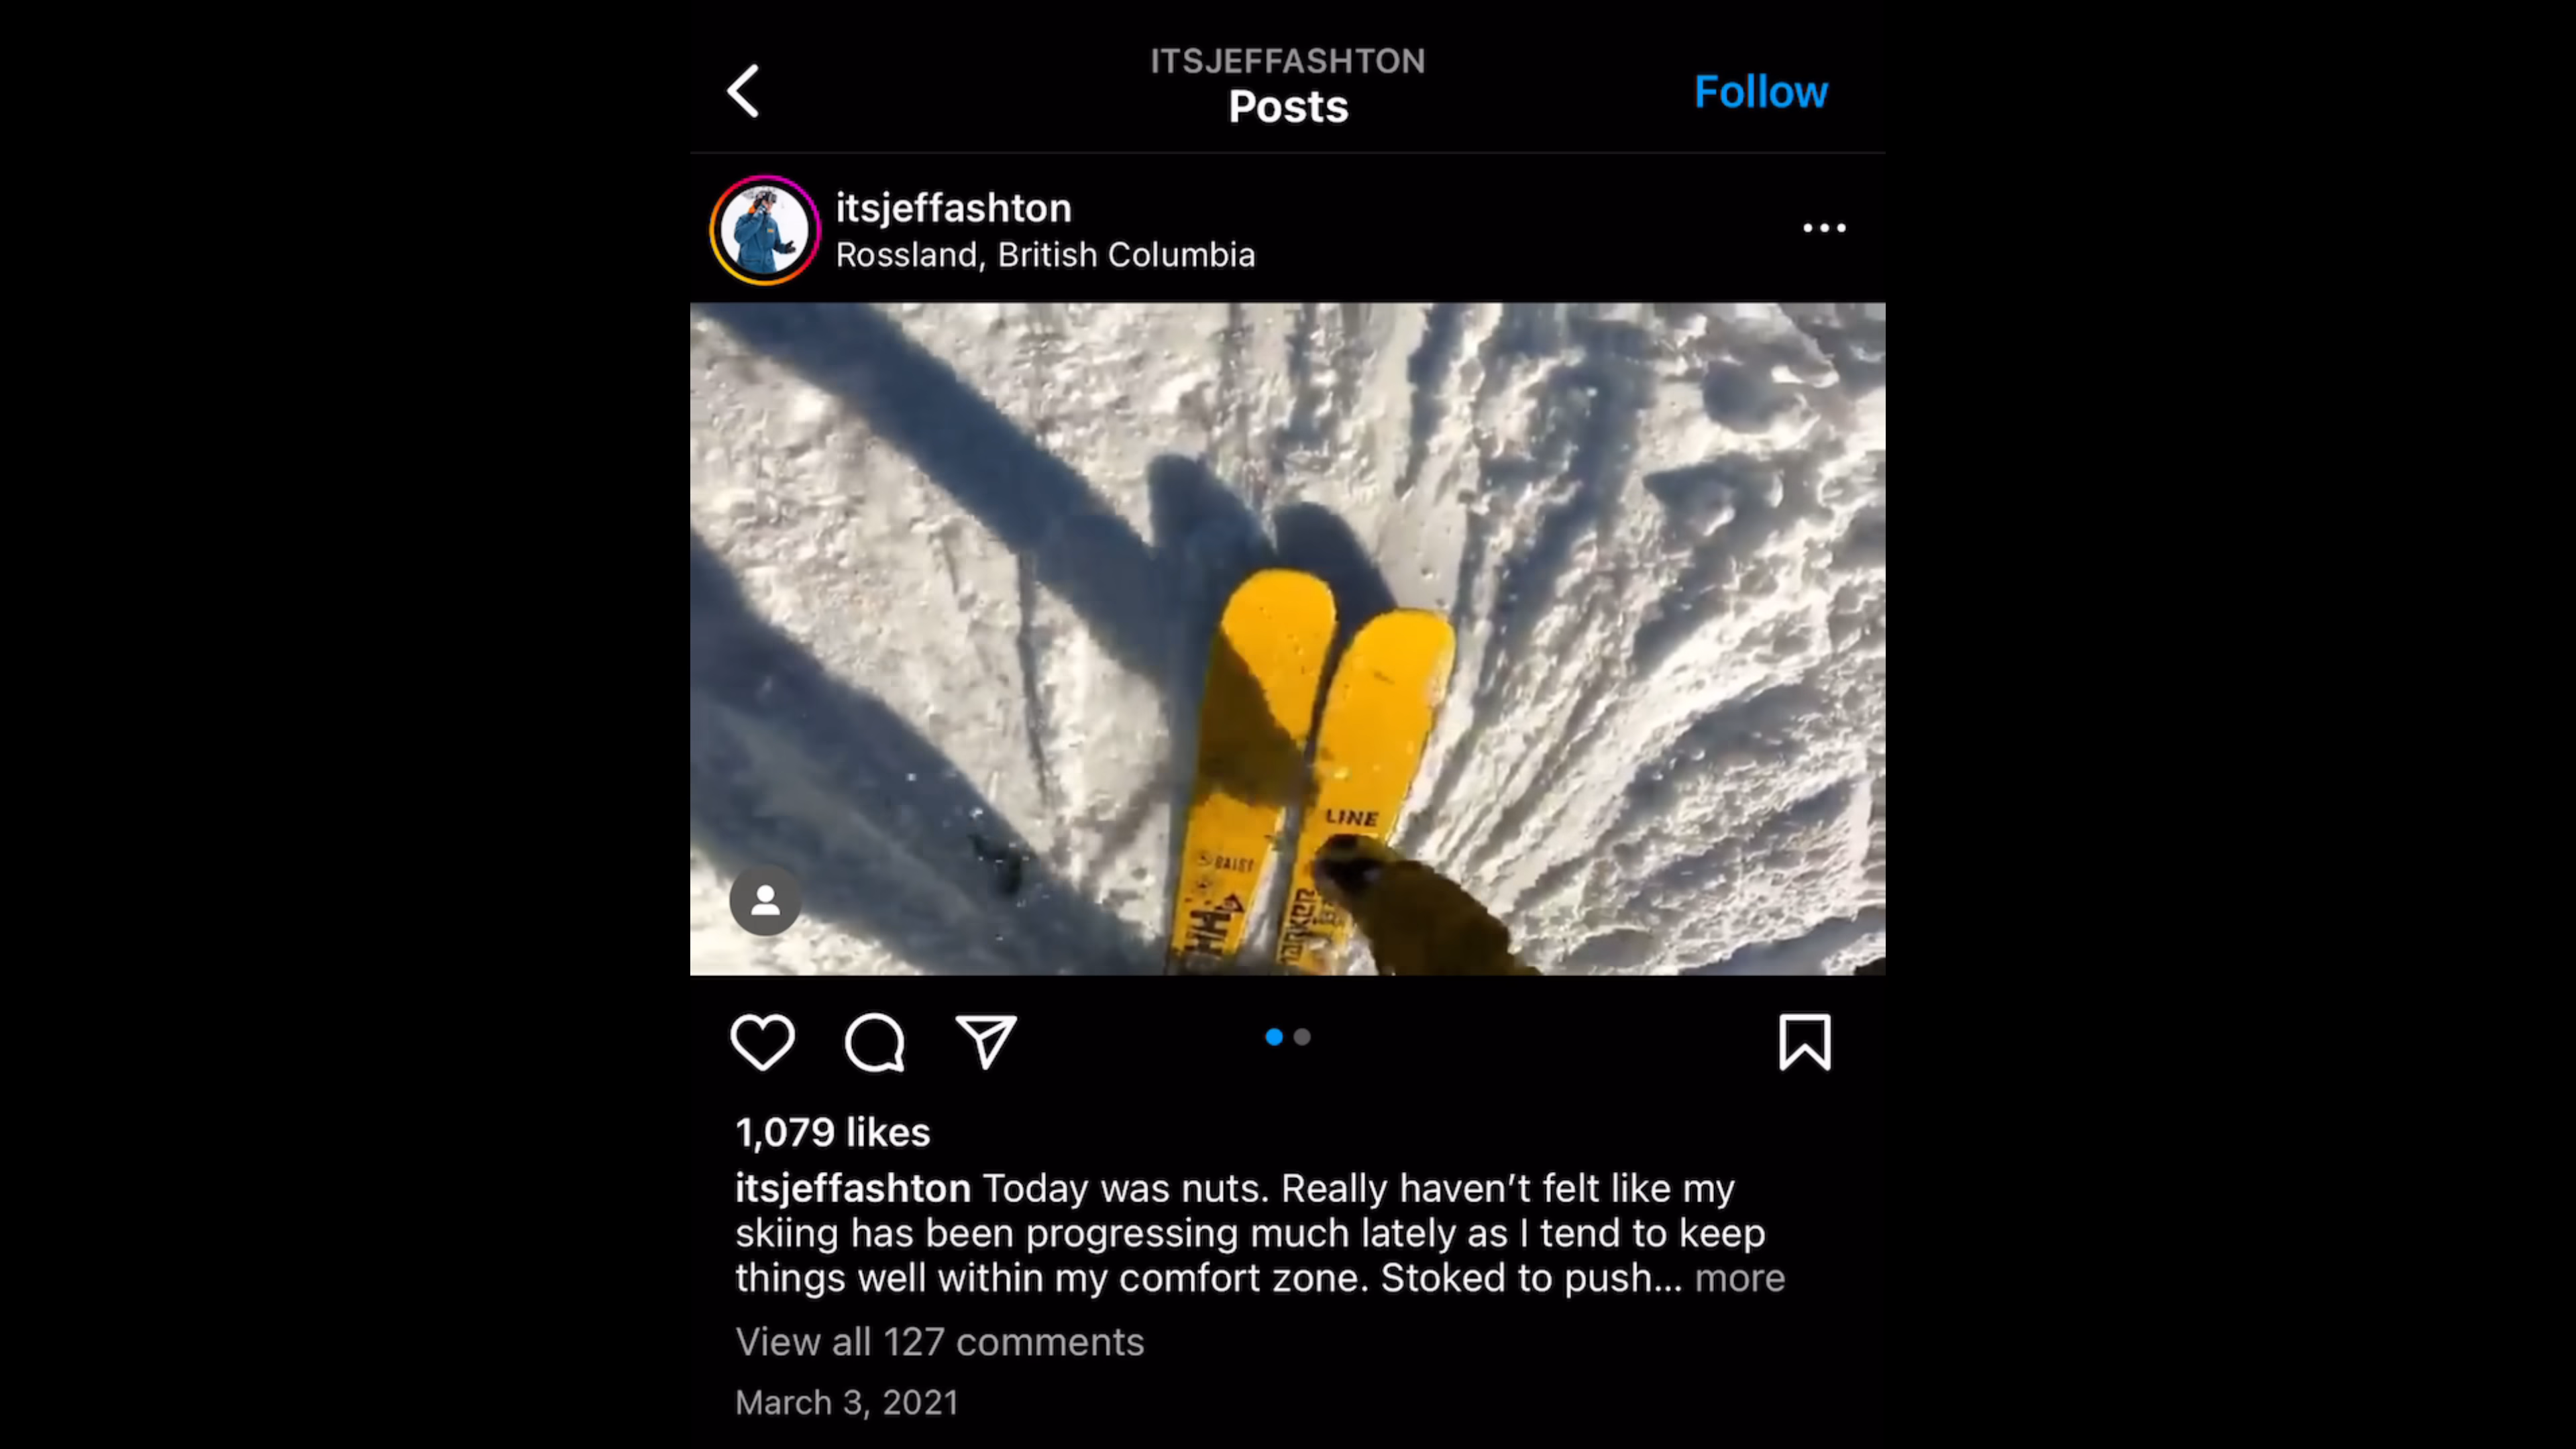 ITSJEFFASHTON
Posts
Follow
itsjeffashton
Rossland, British Columbia
LINE
DAISY
1,079 likes
itsjeffashton Today was nuts. Really haven’t felt like my
skiing has been progressing much lately as I tend to keep
things well within my comfort zone. Stoked to push... more
View all 127 comments
March 3, 2021